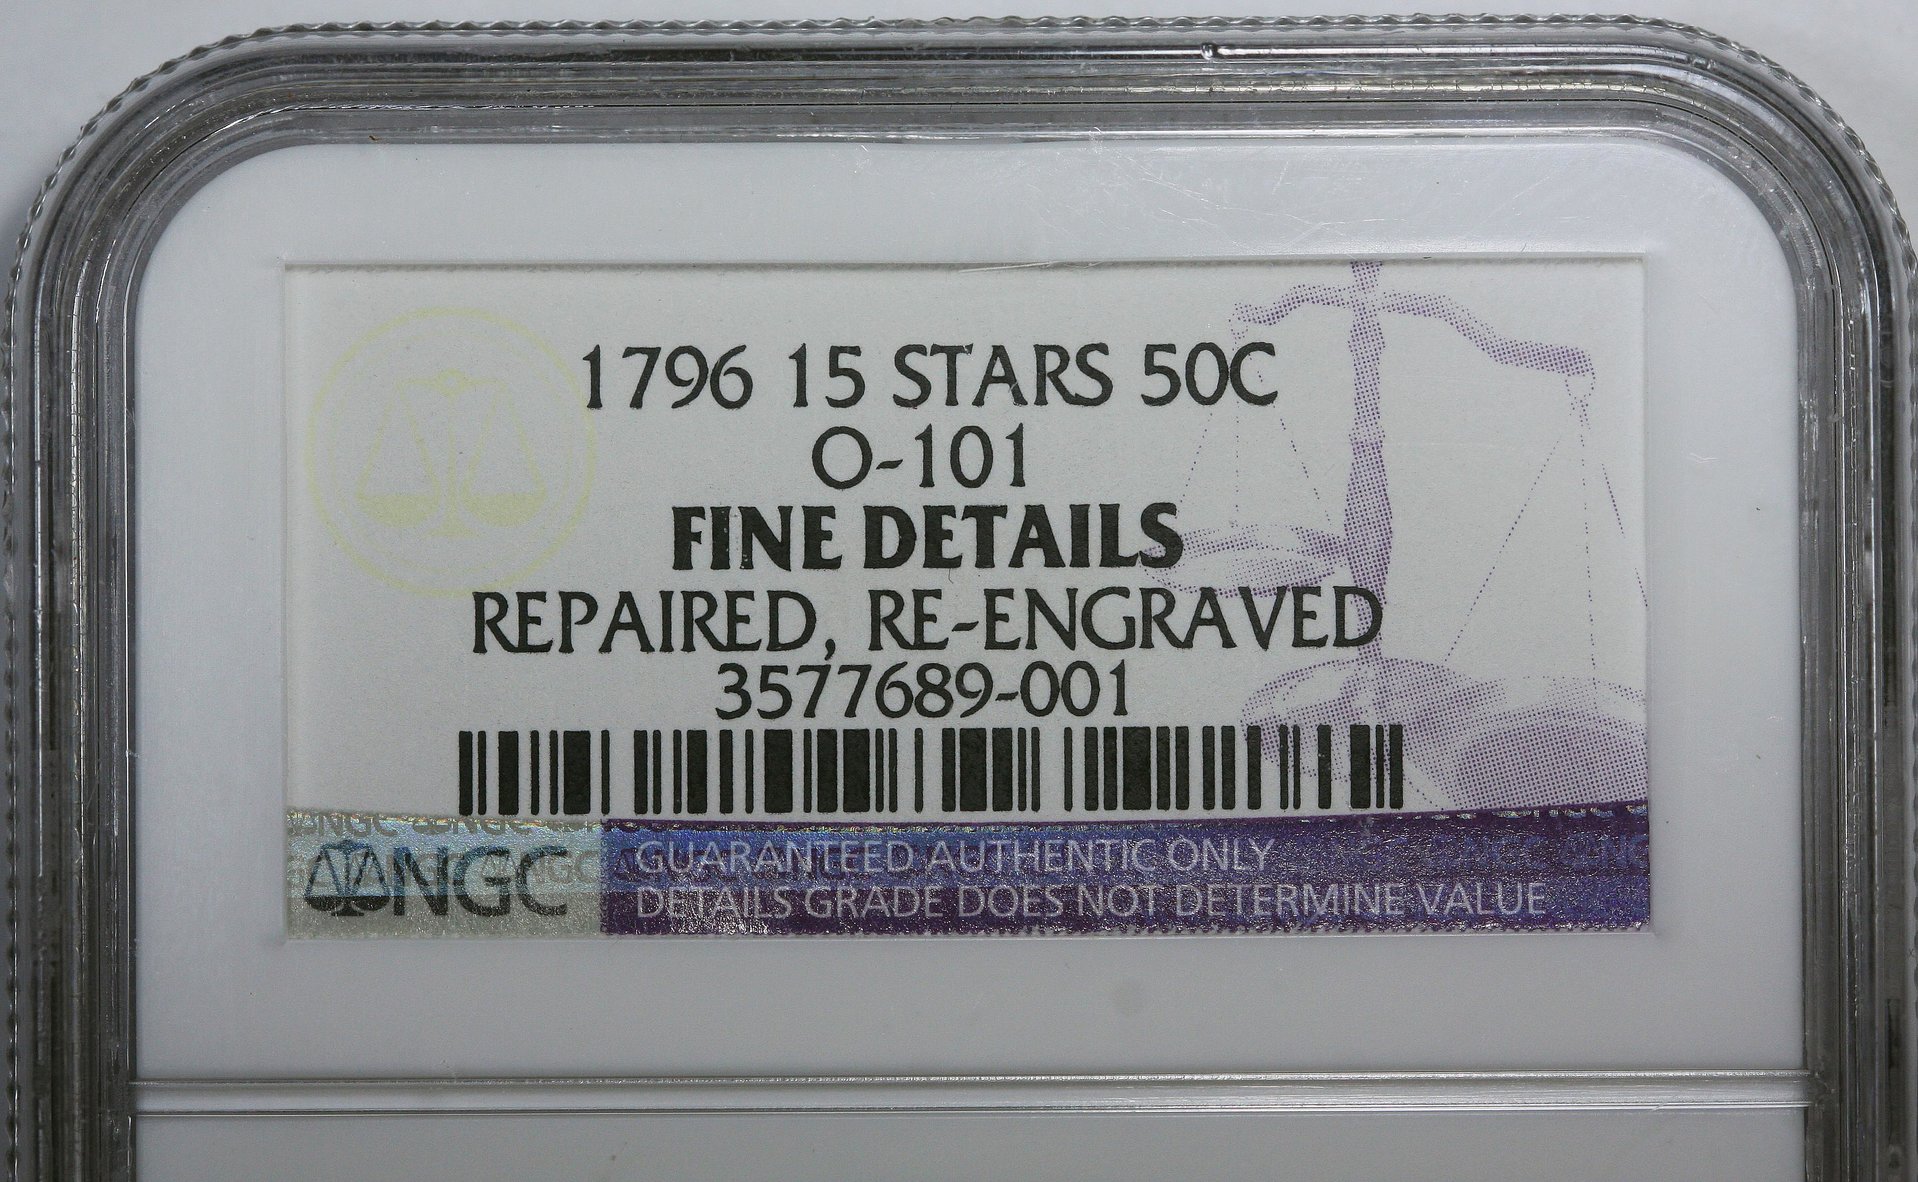 1796 15 STARS 50C
O-101
FINE DETAILS
REPAIRED, RE-ENGRAVED
3577689-001
NGC
GUARANTEED AUTHENTIC ONLY
DETAILS GRADE DOES NOT DETERMINE VALUE